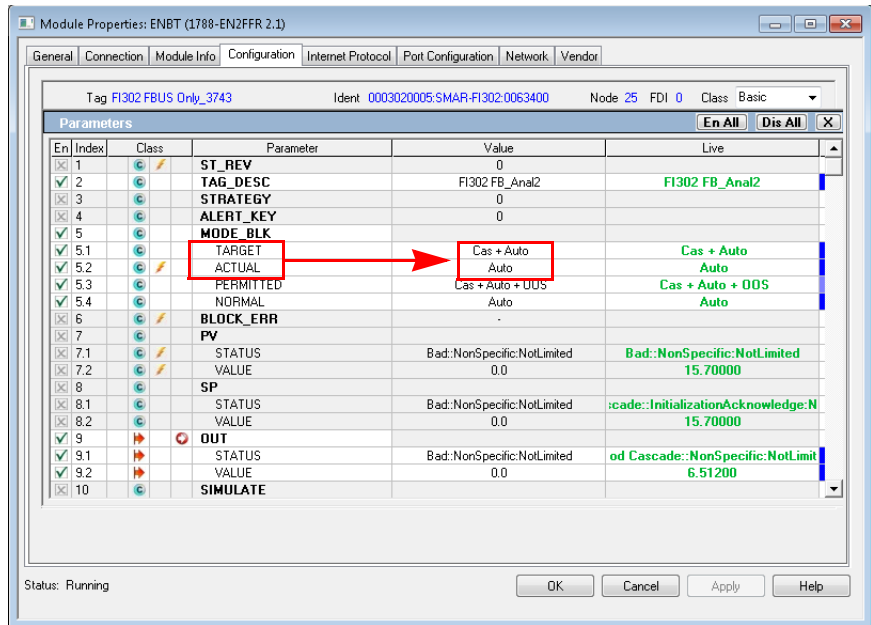 Module Properties: ENBT (1788-EN2FFR 2.1)
General Connection Module Info Configuration Internet Protocol Port Configuration Network Vendor
Tag FI302 FBUS Only_3743 Ident 0003020005:SMAR-FI302:0063400 Node 25 FDI 0 Class Basic
Parameters En All Dis All X
En Index Class Parameter Value Live
1 C ST_REV 0
2 C TAG_DESC FI302 FB_Anal2 FI302 FB_Anal2
3 C STRATEGY 0
4 C ALERT_KEY 0
5 C MODE_BLK
5.1 C TARGET Cas + Auto Cas + Auto
5.2 C ACTUAL Auto Auto
5.3 C PERMITTED Cas + Auto + OOS Cas + Auto + OOS
5.4 C NORMAL Auto Auto
6 C BLOCK_ERR -
7 C PV
7.1 C STATUS Bad::NonSpecific:NotLimited Bad::NonSpecific:NotLimited
7.2 C VALUE 0.0 15.70000
8 C SP
8.1 C STATUS Bad::NonSpecific:NotLimited :cade::InitializationAcknowledge:N
8.2 C VALUE 0.0 15.70000
9 OUT
9.1 STATUS Bad::NonSpecific:NotLimited od Cascade::NonSpecific:NotLimit
9.2 VALUE 0.0 6.51200
10 C SIMULATE
Status: Running OK Cancel Apply Help